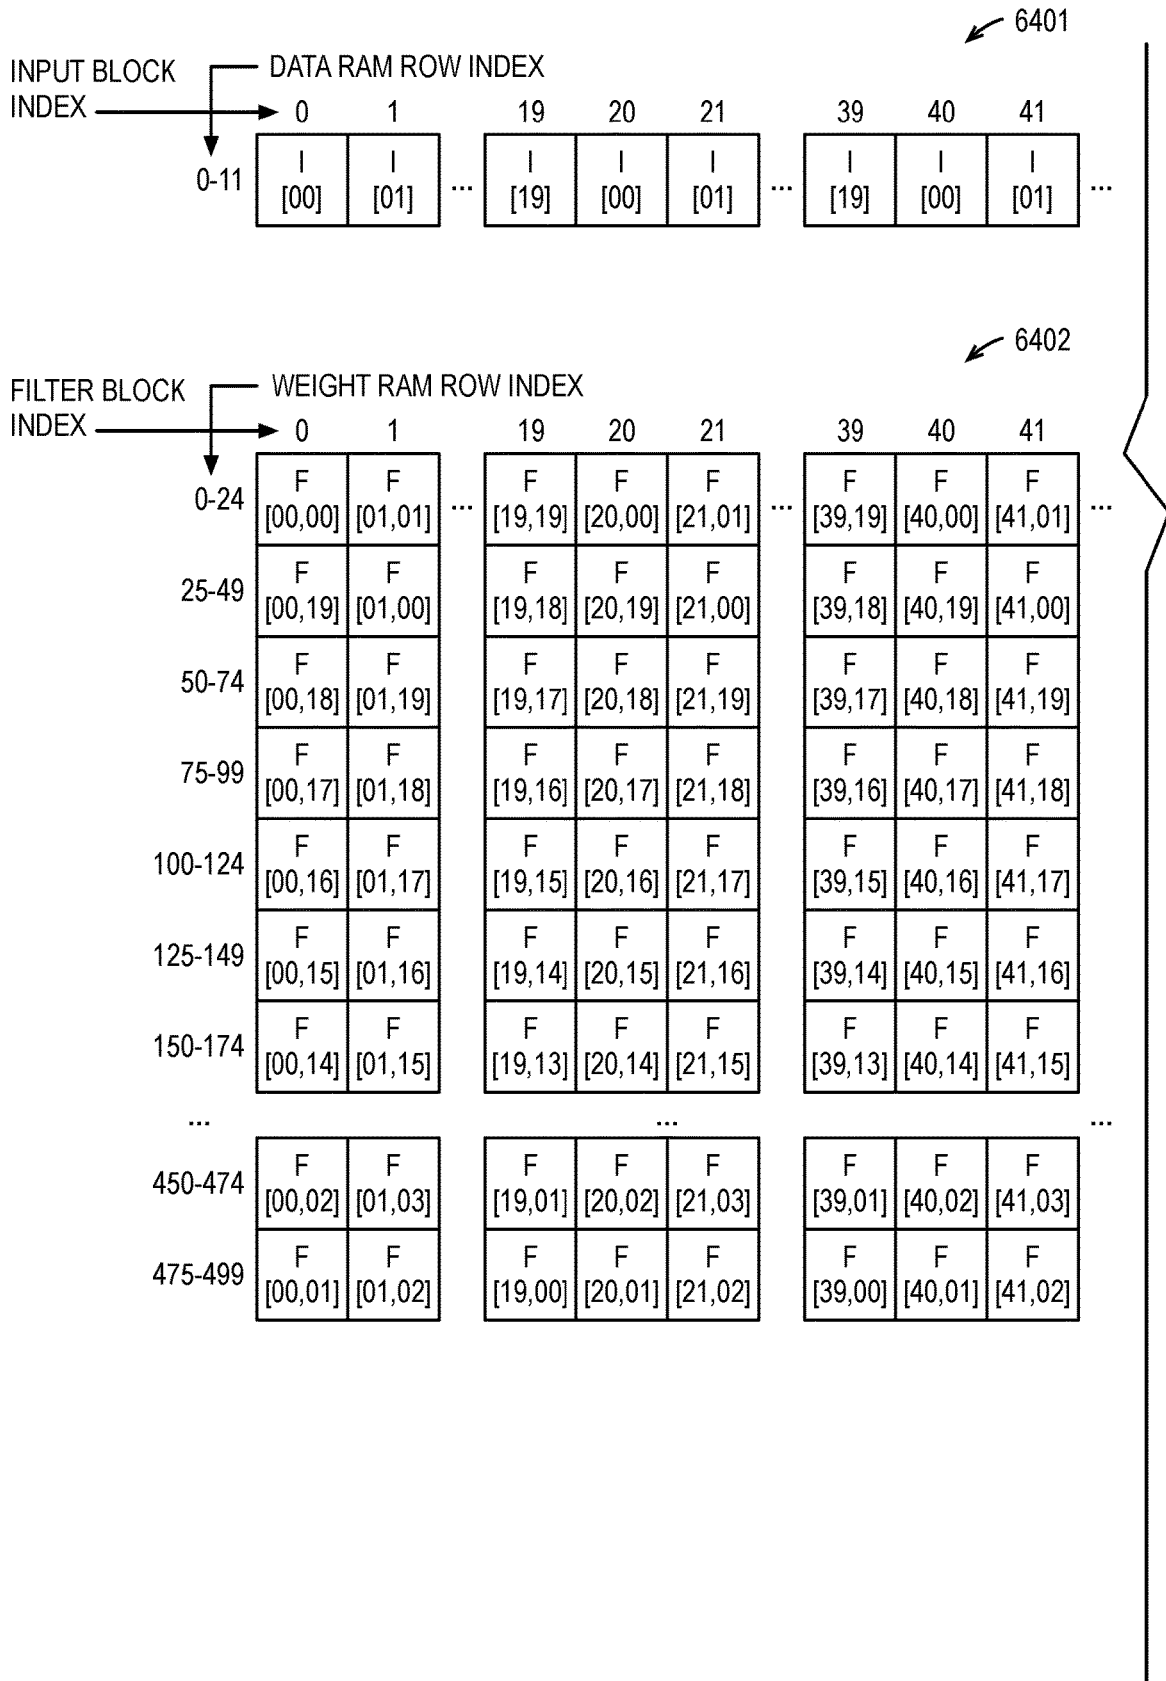 6401
INPUT BLOCK INDEX DATA RAM ROW INDEX
0 1 19 20 21 39 40 41
0-11 I [00] I [01] ... I [19] I [00] I [01] ... I [19] I [00] I [01] ...
6402
FILTER BLOCK INDEX WEIGHT RAM ROW INDEX
0 1 19 20 21 39 40 41
0-24 F [00,00] F [01,01] ... F [19,19] F [20,00] F [21,01] ... F [39,19] F [40,00] F [41,01] ...
25-49 F [00,19] F [01,00] F [19,18] F [20,19] F [21,00] F [39,18] F [40,19] F [41,00]
50-74 F [00,18] F [01,19] F [19,17] F [20,18] F [21,19] F [39,17] F [40,18] F [41,19]
75-99 F [00,17] F [01,18] F [19,16] F [20,17] F [21,18] F [39,16] F [40,17] F [41,18]
100-124 F [00,16] F [01,17] F [19,15] F [20,16] F [21,17] F [39,15] F [40,16] F [41,17]
125-149 F [00,15] F [01,16] F [19,14] F [20,15] F [21,16] F [39,14] F [40,15] F [41,16]
150-174 F [00,14] F [01,15] F [19,13] F [20,14] F [21,15] F [39,13] F [40,14] F [41,15]
... ... ...
450-474 F [00,02] F [01,03] F [19,01] F [20,02] F [21,03] F [39,01] F [40,02] F [41,03]
475-499 F [00,01] F [01,02] F [19,00] F [20,01] F [21,02] F [39,00] F [40,01] F [41,02]